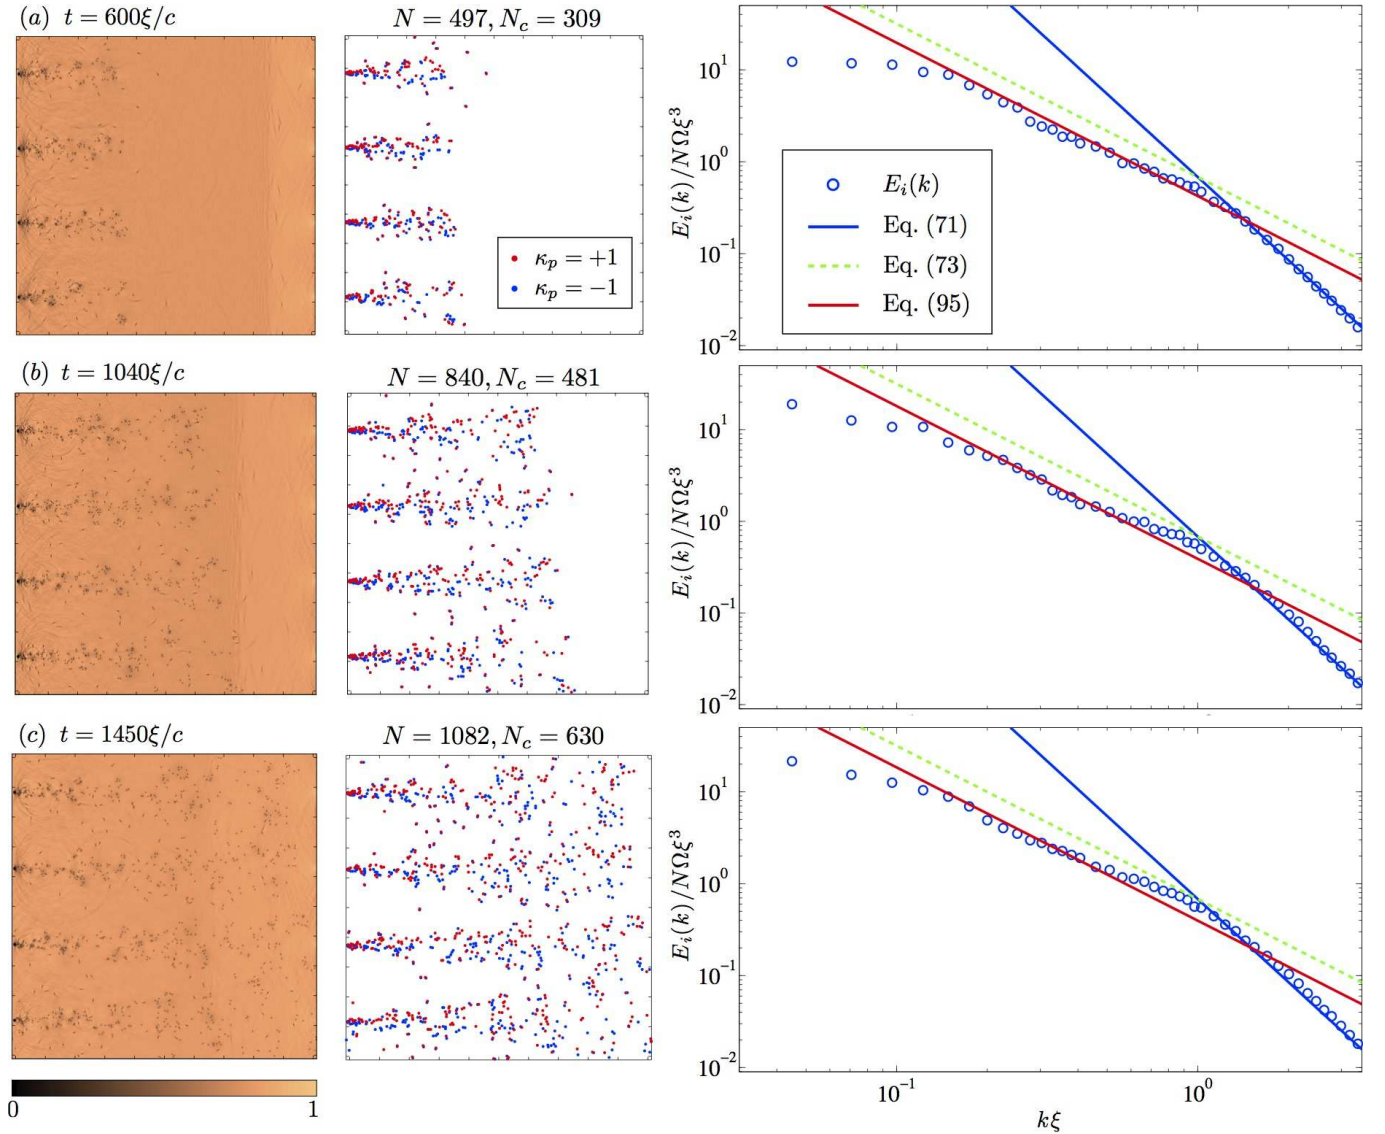 (a) t = 600ξ/c
N = 497, N_c = 309
κ_p = +1
κ_p = −1
E_i(k)/NΩξ^3
10^1
10^0
10^−1
10^−2
E_i(k)
Eq. (71)
Eq. (73)
Eq. (95)
(b) t = 1040ξ/c
N = 840, N_c = 481
E_i(k)/NΩξ^3
10^1
10^0
10^−1
10^−2
(c) t = 1450ξ/c
N = 1082, N_c = 630
E_i(k)/NΩξ^3
10^1
10^0
10^−1
10^−2
0
1
10^−1
10^0
kξ